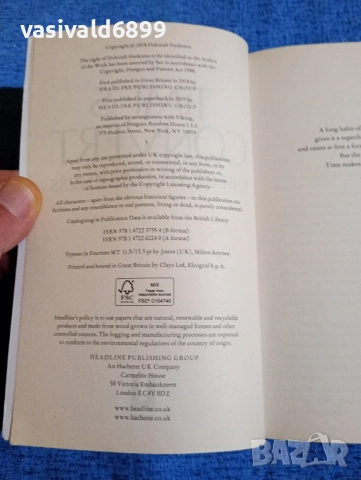 vasivald6899
Copyright © 2018 Deborah Harkness
The right of Deborah Harkness to be identified as the Author of
the Work has been asserted by her in accordance with the
Copyright, Designs and Patents Act 1988.
First published in Great Britain in 2018 by
HEADLINE PUBLISHING GROUP
First published in paperback in 2019 by
HEADLINE PUBLISHING GROUP
Published by arrangement with Viking,
an imprint of Penguin Random House LLC
375 Hudson Street, New York, NY 10014
Apart from any use permitted under UK copyright law, this publication
may only be reproduced, stored, or transmitted, in any form, or by any
means, with prior permission in writing of the publishers or,
in the case of reprographic production, in accordance with the terms
of licences issued by the Copyright Licensing Agency.
All characters – apart from the obvious historical figures – in this publication are
fictitious and any resemblance to real persons, living or dead, is purely coincidental.
Cataloguing in Publication Data is available from the British Library
ISBN 978 1 4722 3755 4 (B format)
ISBN 978 1 4722 6224 0 (A format)
Typeset in Fournier MT 11.5/13.5 pt by Jouve (UK), Milton Keynes
Printed and bound in Great Britain by Clays Ltd, Elcograf S.p.A.
FSC
www.fsc.org
MIX
Paper from
responsible sources
FSC® C104740
Headline's policy is to use papers that are natural, renewable and recyclable
products and made from wood grown in well-managed forests and other
controlled sources. The logging and manufacturing processes are expected to
conform to the environmental regulations of the country of origin.
HEADLINE PUBLISHING GROUP
An Hachette UK Company
Carmelite House
50 Victoria Embankment
London EC4Y 0DZ
www.headline.co.uk
www.hachette.co.uk
A long habit of
a supe
and raises at first a for
But the
Time makes
BAZAR
.bg